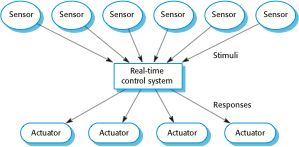 Sensor Sensor Sensor Sensor Sensor Sensor
Stimuli
Real-time
control system
Responses
Actuator Actuator Actuator Actuator